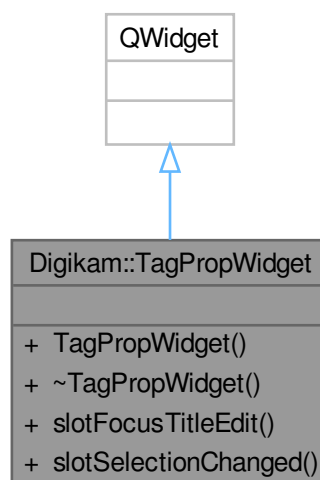 QWidget
Digikam::TagPropWidget
+ TagPropWidget()
+ ~TagPropWidget()
+ slotFocusTitleEdit()
+ slotSelectionChanged()